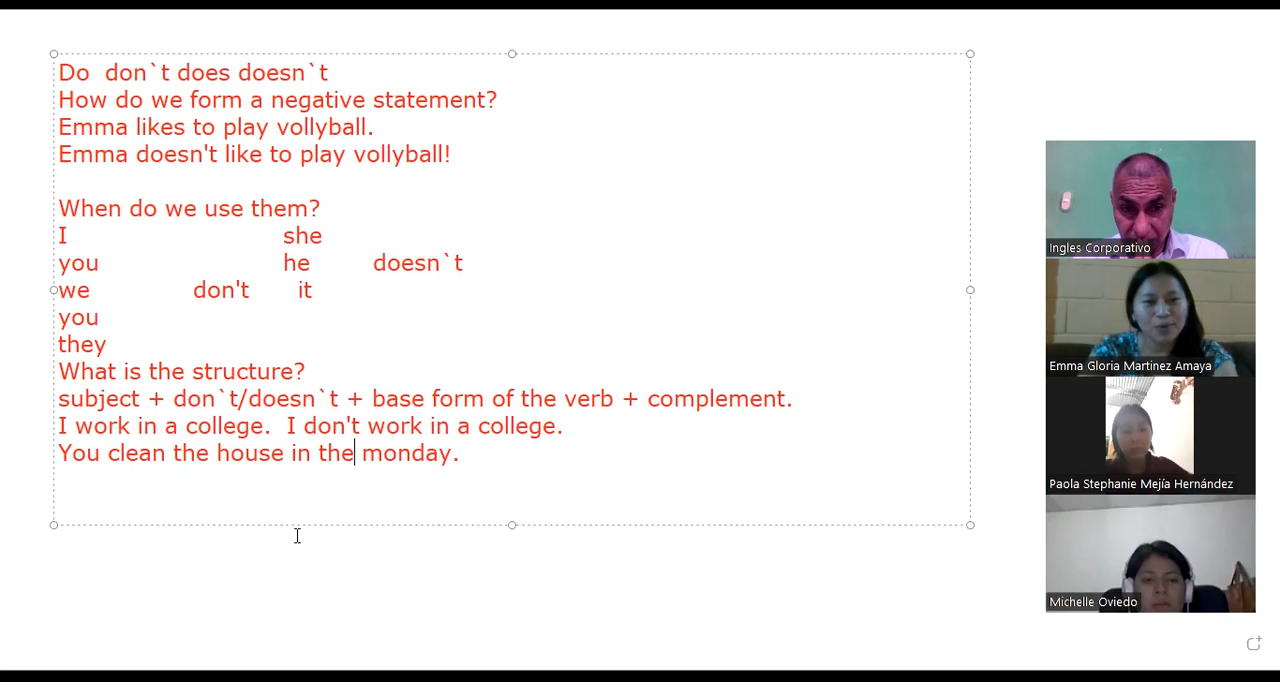 Do don`t does doesn`t
How do we form a negative statement?
Emma likes to play vollyball.
Emma doesn't like to play vollyball!
When do we use them?
I she
you he doesn`t
we don't it
you
they
What is the structure?
subject + don`t/doesn`t + base form of the verb + complement.
I work in a college. I don't work in a college.
You clean the house in the monday.
Ingles Corporativo
Emma Gloria Martinez Amaya
Paola Stephanie Mejía Hernández
Michelle Oviedo